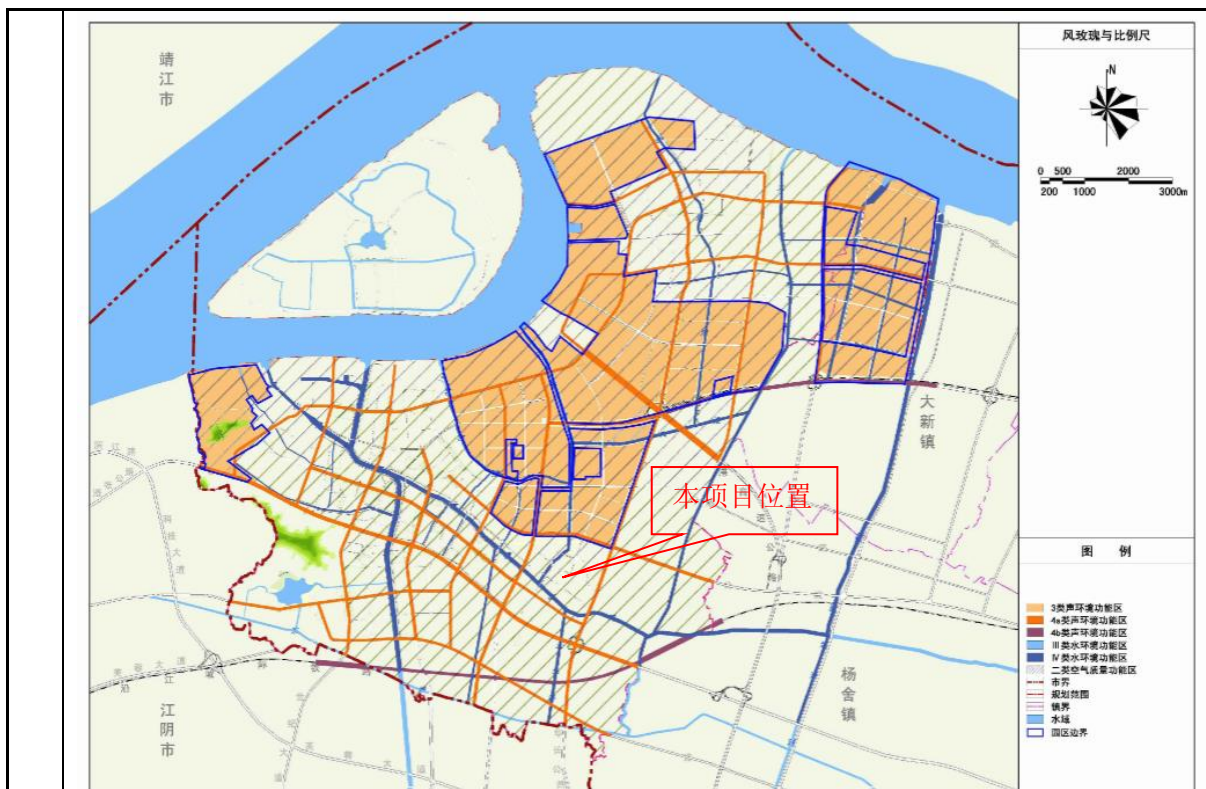 靖江市
风玫瑰与比例尺
N
0 500 2000
200 1000 3000m
大新镇
本项目位置
杨舍镇
江阴市
图 例
3类声环境功能区
4a类声环境功能区
4b类声环境功能区
Ⅲ类水环境功能区
Ⅳ类水环境功能区
二类空气质量功能区
市界
规划范围
镇界
水域
园区边界